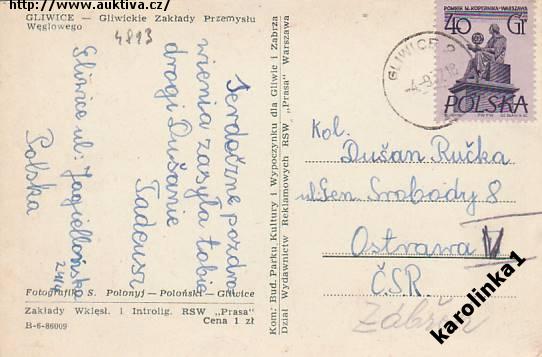 http://www.auktiva.cz/
GLIWICE — Gliwickie Zakłady Przemysłu
Węglowego
4813
Serdeczne pozdro
wienia zasyła tobie
drogi Dušanie
Tadeusz
Gliwice ul. Jagiellońska
Polska
Fotografika S. Polonyj — Poloński — Gliwice
Zakłady Wklęsł. i Introlig. RSW „Prasa"
Cena 1 zł
B-6-86009
Kom. Bud. Parku Kultury i Wypoczynku dla Gliwic i Zabrza
Dział Wydawnictw Reklamowych RSW „Prasa" Warszawa
GLIWICE 2
POMNIK M. KOPERNIKA-WARSZAWA
40 Gr
POLSKA
Kol.
Dušan Ručka
ul. Gen. Svobody 8
Ostrava V
ČSR
Zábřeh
karolinka1